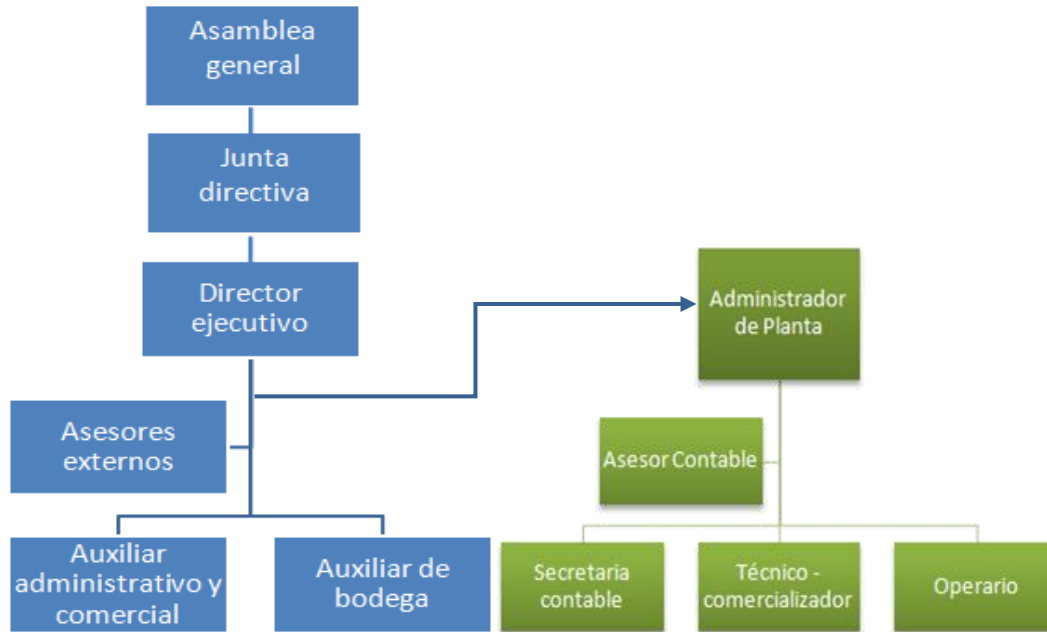 Asamblea
general
Junta
directiva
Director
ejecutivo
Administrador
de Planta
Asesores
externos
Asesor Contable
Auxiliar
administrativo y
comercial
Auxiliar de
bodega
Secretaria
contable
Técnico -
comercializador
Operario